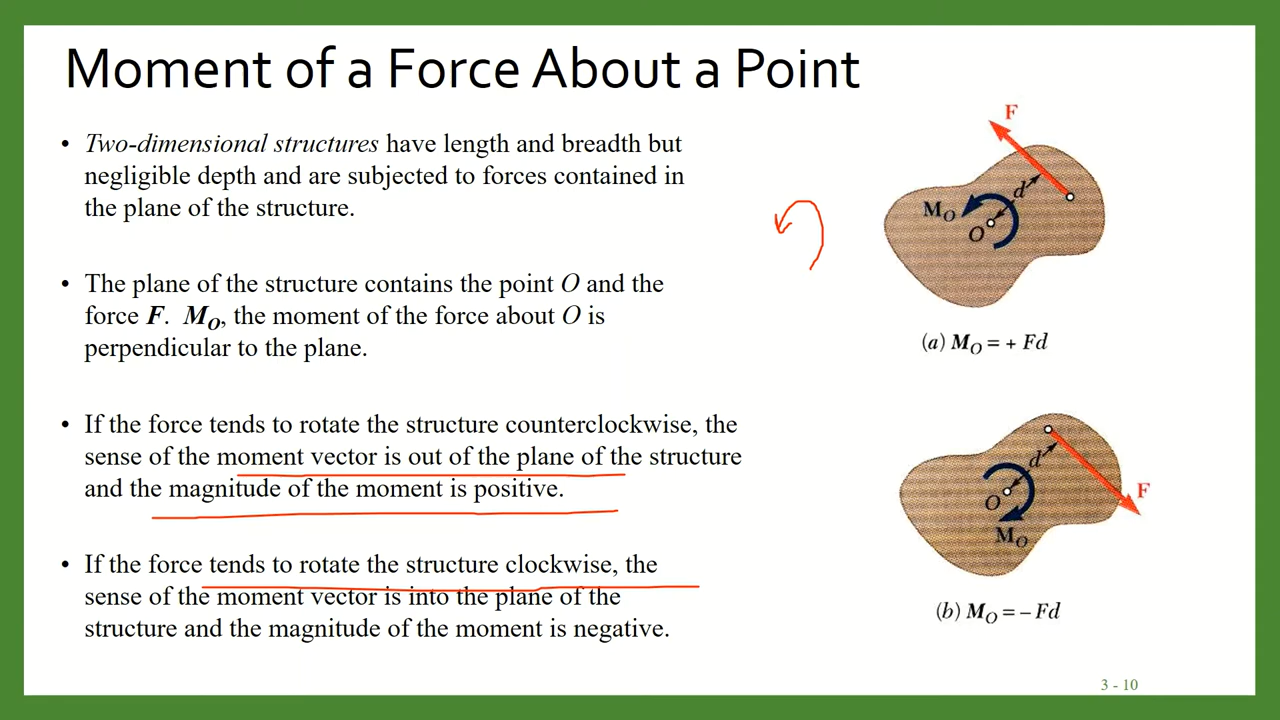 Moment of a Force About a Point
• Two-dimensional structures have length and breadth but
negligible depth and are subjected to forces contained in
the plane of the structure.
• The plane of the structure contains the point O and the
force F. M_O, the moment of the force about O is
perpendicular to the plane.
• If the force tends to rotate the structure counterclockwise, the
sense of the moment vector is out of the plane of the structure
and the magnitude of the moment is positive.
• If the force tends to rotate the structure clockwise, the
sense of the moment vector is into the plane of the
structure and the magnitude of the moment is negative.
F
d
M_O
O
(a) M_O = + Fd
d
F
O
M_O
(b) M_O = – Fd
3 - 10